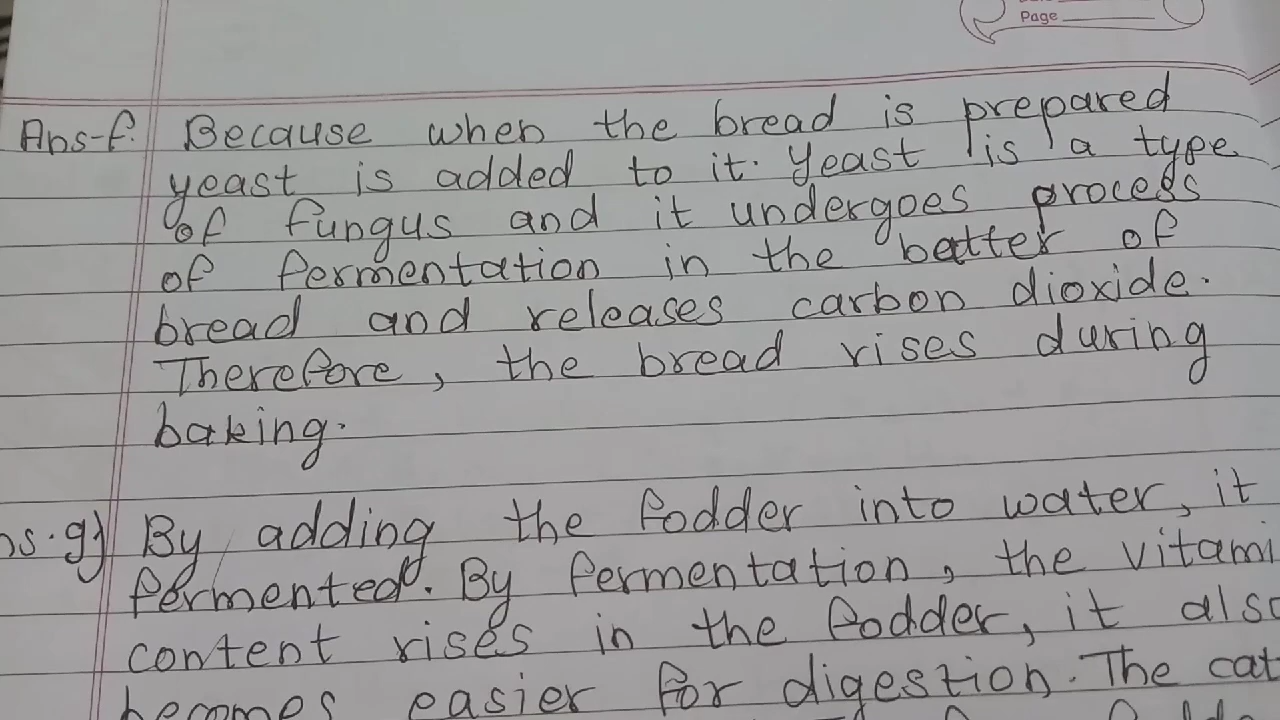 Page
Ans-f. Because when the bread is prepared
yeast is added to it. Yeast is a type
of fungus and it undergoes process
of fermentation in the batter of
bread and releases carbon dioxide.
Therefore, the bread rises during
baking.
ns.g) By adding the fodder into water, it
fermented. By fermentation, the vitami
content rises in the fodder, it also
becomes easier for digestion. The cat